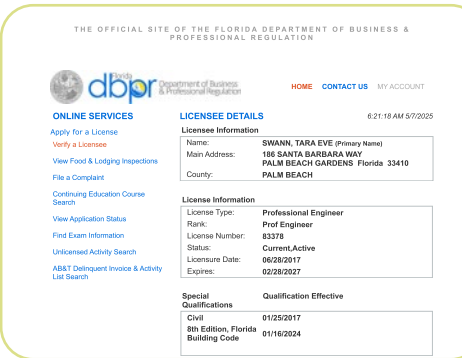 THE OFFICIAL SITE OF THE FLORIDA DEPARTMENT OF BUSINESS &
PROFESSIONAL REGULATION
Florida
dbpr Department of Business
& Professional Regulation
HOME CONTACT US MY ACCOUNT
ONLINE SERVICES
Apply for a License
Verify a Licensee
View Food & Lodging Inspections
File a Complaint
Continuing Education Course
Search
View Application Status
Find Exam Information
Unlicensed Activity Search
AB&T Delinquent Invoice & Activity
List Search
LICENSEE DETAILS 6:21:18 AM 5/7/2025
Licensee Information
Name: SWANN, TARA EVE (Primary Name)
Main Address: 186 SANTA BARBARA WAY
PALM BEACH GARDENS Florida 33410
County: PALM BEACH
License Information
License Type: Professional Engineer
Rank: Prof Engineer
License Number: 83378
Status: Current,Active
Licensure Date: 06/28/2017
Expires: 02/28/2027
Special Qualification Effective
Qualifications
Civil 01/25/2017
8th Edition, Florida
Building Code 01/16/2024